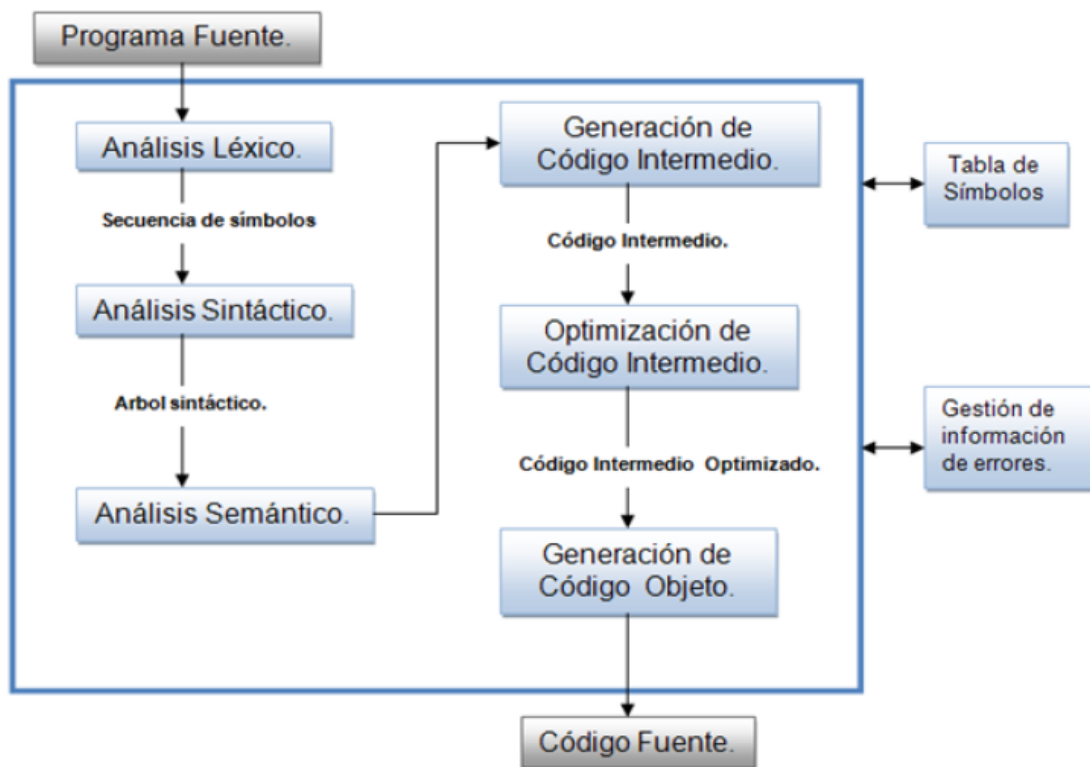 Programa Fuente.
Análisis Léxico.
Secuencia de símbolos
Análisis Sintáctico.
Arbol sintáctico.
Análisis Semántico.
Generación de
Código Intermedio.
Código Intermedio.
Optimización de
Código Intermedio.
Código Intermedio Optimizado.
Generación de
Código Objeto.
Código Fuente.
Tabla de
Símbolos
Gestión de
información
de errores.